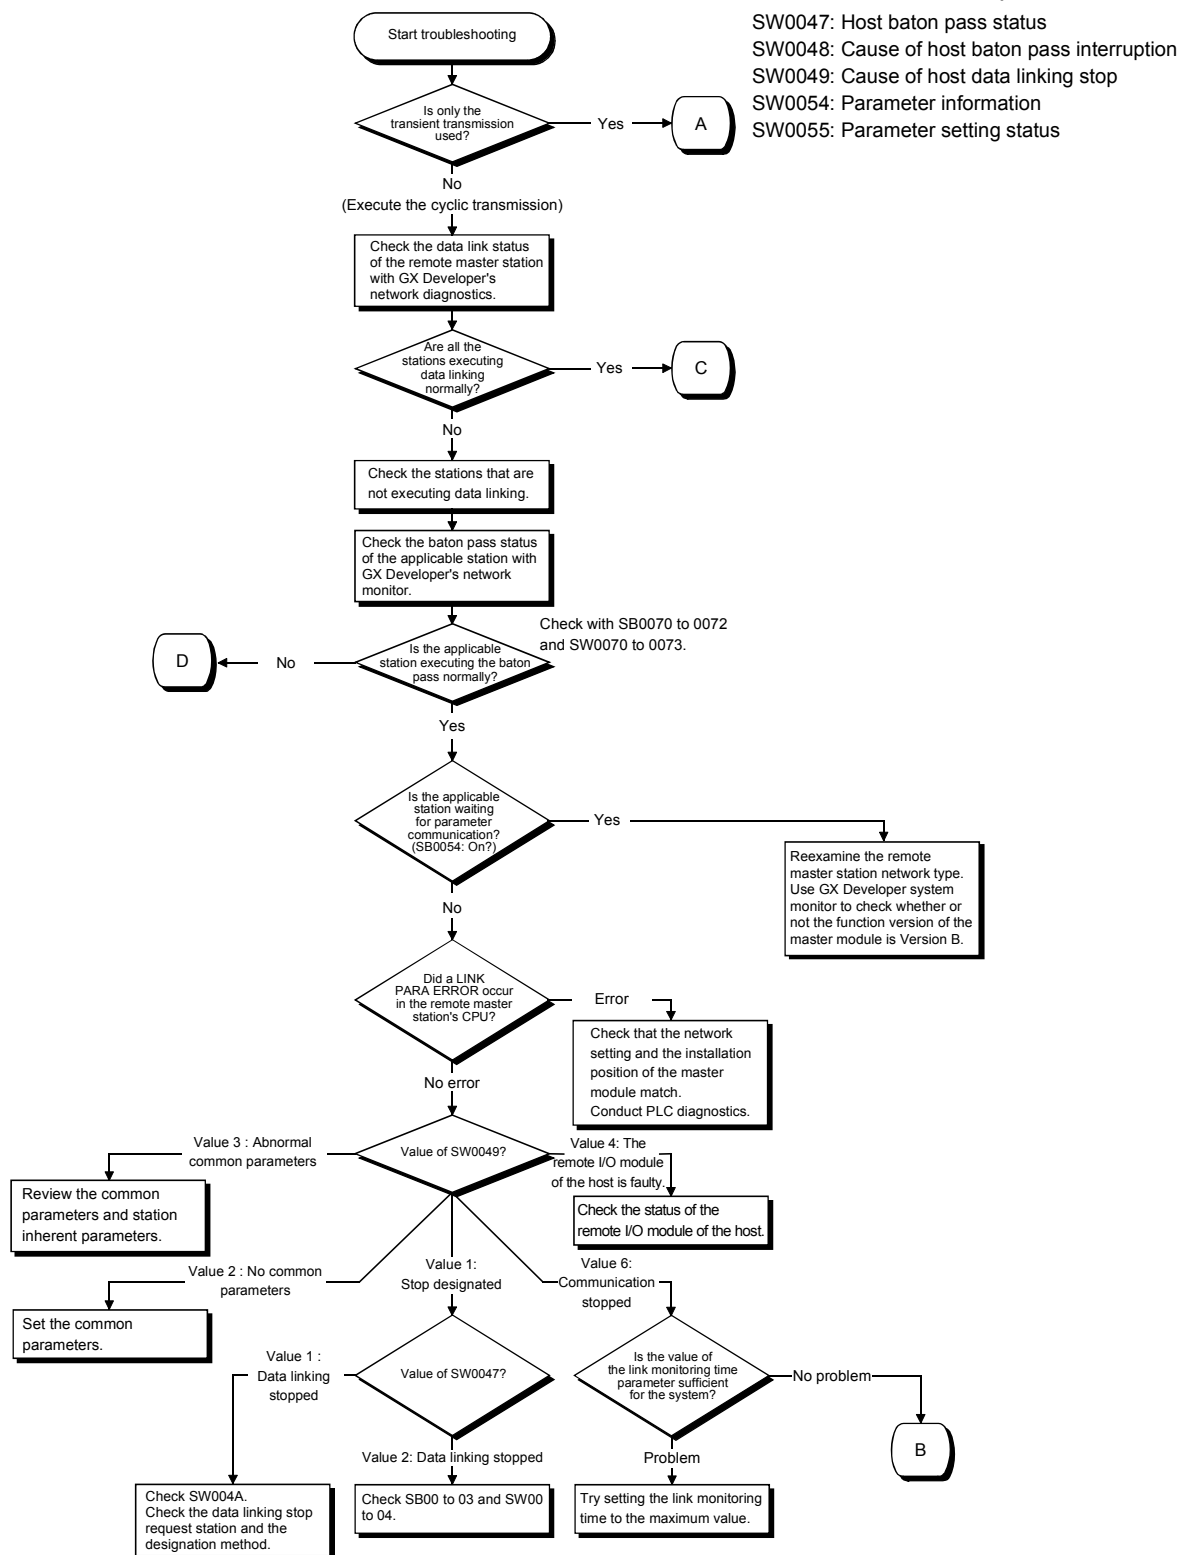 SW0047: Host baton pass status
SW0048: Cause of host baton pass interruption
SW0049: Cause of host data linking stop
SW0054: Parameter information
SW0055: Parameter setting status
Start troubleshooting
Is only the
transient transmission
used?
Yes
A
No
(Execute the cyclic transmission)
Check the data link status
of the remote master station
with GX Developer's
network diagnostics.
Are all the
stations executing
data linking
normally?
Yes
C
No
Check the stations that are
not executing data linking.
Check the baton pass status
of the applicable station with
GX Developer's network
monitor.
Check with SB0070 to 0072
and SW0070 to 0073.
Is the applicable
station executing the baton
pass normally?
No
D
Yes
Is the applicable
station waiting
for parameter
communication?
(SB0054: On?)
Yes
Reexamine the remote
master station network type.
Use GX Developer system
monitor to check whether or
not the function version of the
master module is Version B.
No
Did a LINK
PARA ERROR occur
in the remote master
station's CPU?
Error
Check that the network
setting and the installation
position of the master
module match.
Conduct PLC diagnostics.
No error
Value of SW0049?
Value 3 : Abnormal
common parameters
Review the common
parameters and station
inherent parameters.
Value 4: The
remote I/O module
of the host is faulty.
Check the status of the
remote I/O module of the host.
Value 2 : No common
parameters
Set the common
parameters.
Value 1:
Stop designated
Value 6:
Communication
stopped
Value of SW0047?
Value 1 :
Data linking
stopped
Check SW004A.
Check the data linking stop
request station and the
designation method.
Value 2: Data linking stopped
Check SB00 to 03 and SW00
to 04.
Is the value of
the link monitoring time
parameter sufficient
for the system?
No problem
B
Problem
Try setting the link monitoring
time to the maximum value.